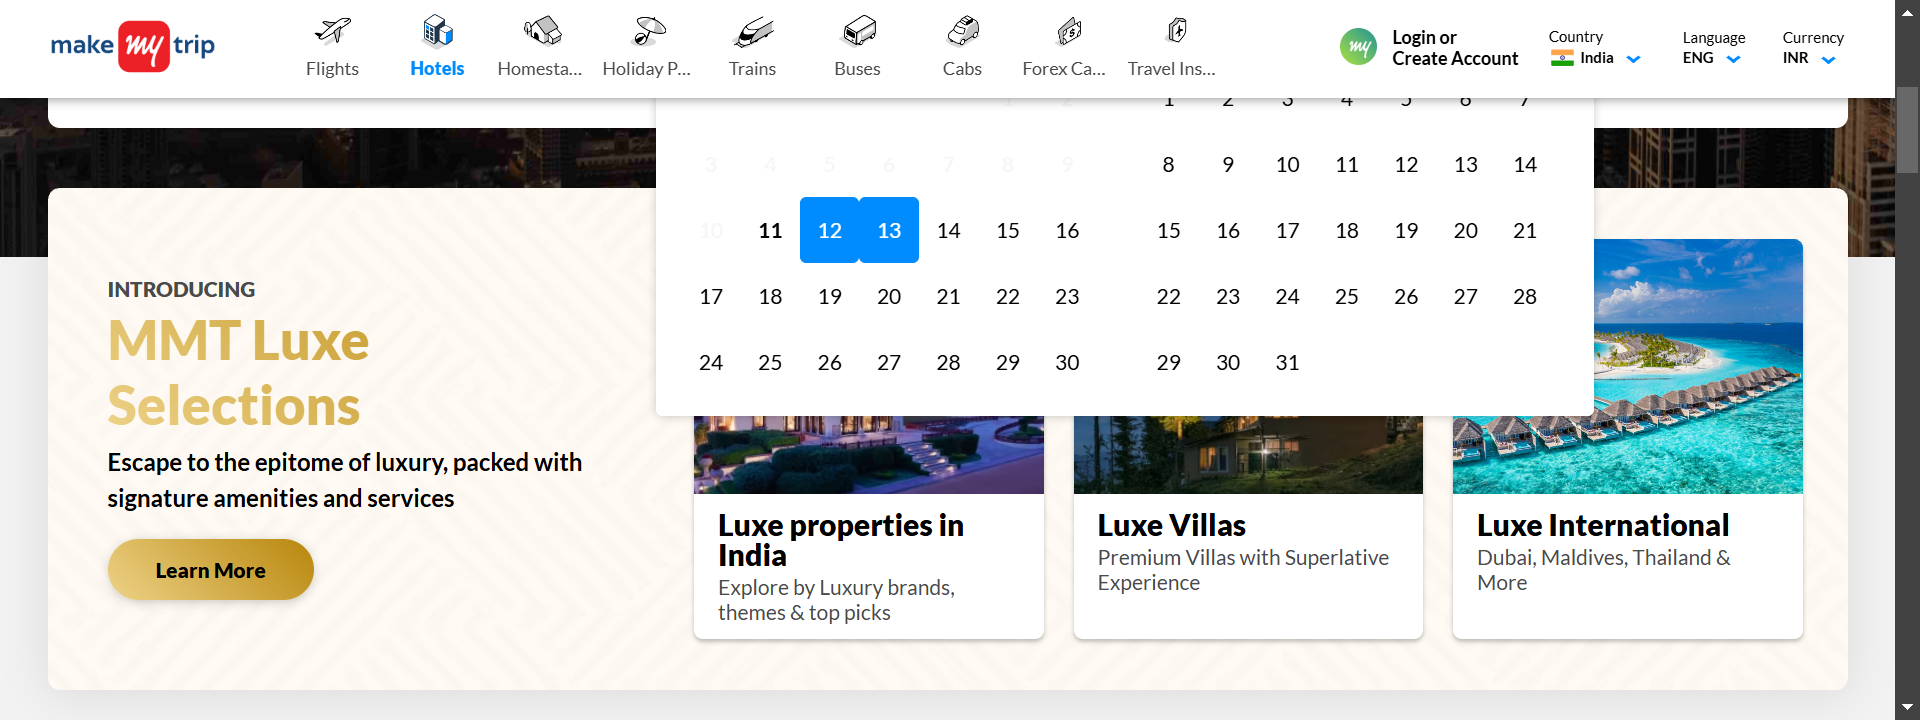 make my trip
Flights
Hotels
Homesta...
Holiday P...
Trains
Buses
Cabs
Forex Ca...
Travel Ins...
my
Login or
Create Account
Country
India
Language
ENG
Currency
INR
1 2
3 4 5 6 7 8 9
10 11 12 13 14 15 16
17 18 19 20 21 22 23
24 25 26 27 28 29 30
1 2 3 4 5 6 7
8 9 10 11 12 13 14
15 16 17 18 19 20 21
22 23 24 25 26 27 28
29 30 31
INTRODUCING
MMT Luxe
Selections
Escape to the epitome of luxury, packed with
signature amenities and services
Learn More
Luxe properties in
India
Explore by Luxury brands,
themes & top picks
Luxe Villas
Premium Villas with Superlative
Experience
Luxe International
Dubai, Maldives, Thailand &
More